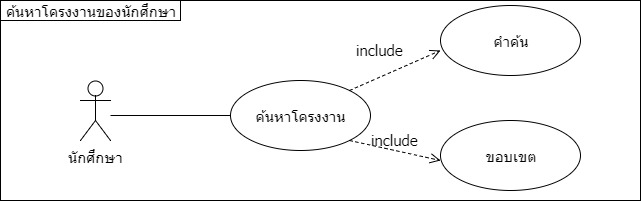 ค้นหาโครงงานของนักศึกษา
include
คำค้น
ค้นหาโครงงาน
include
นักศึกษา
ขอบเขต